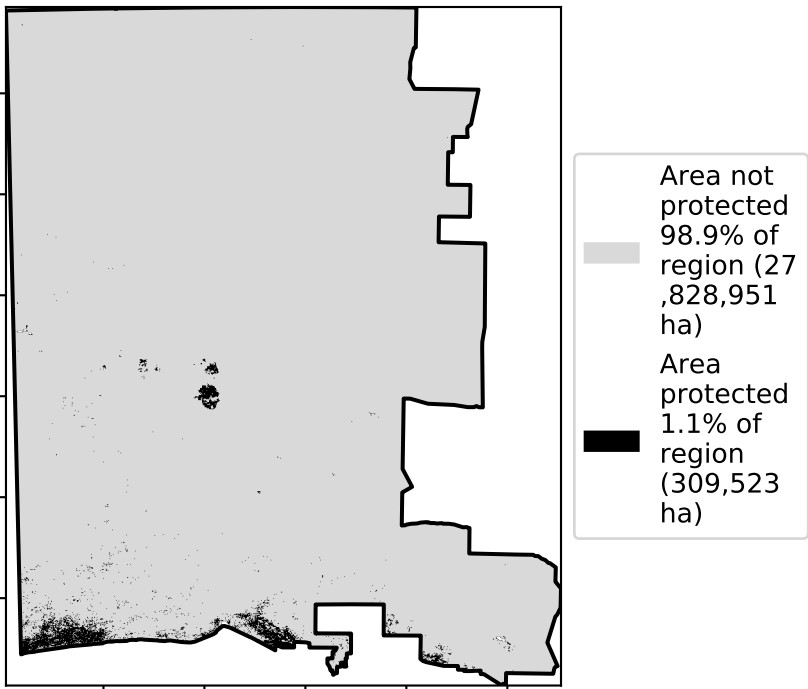 Area not
protected
98.9% of
region (27
,828,951
ha)
Area
protected
1.1% of
region
(309,523
ha)